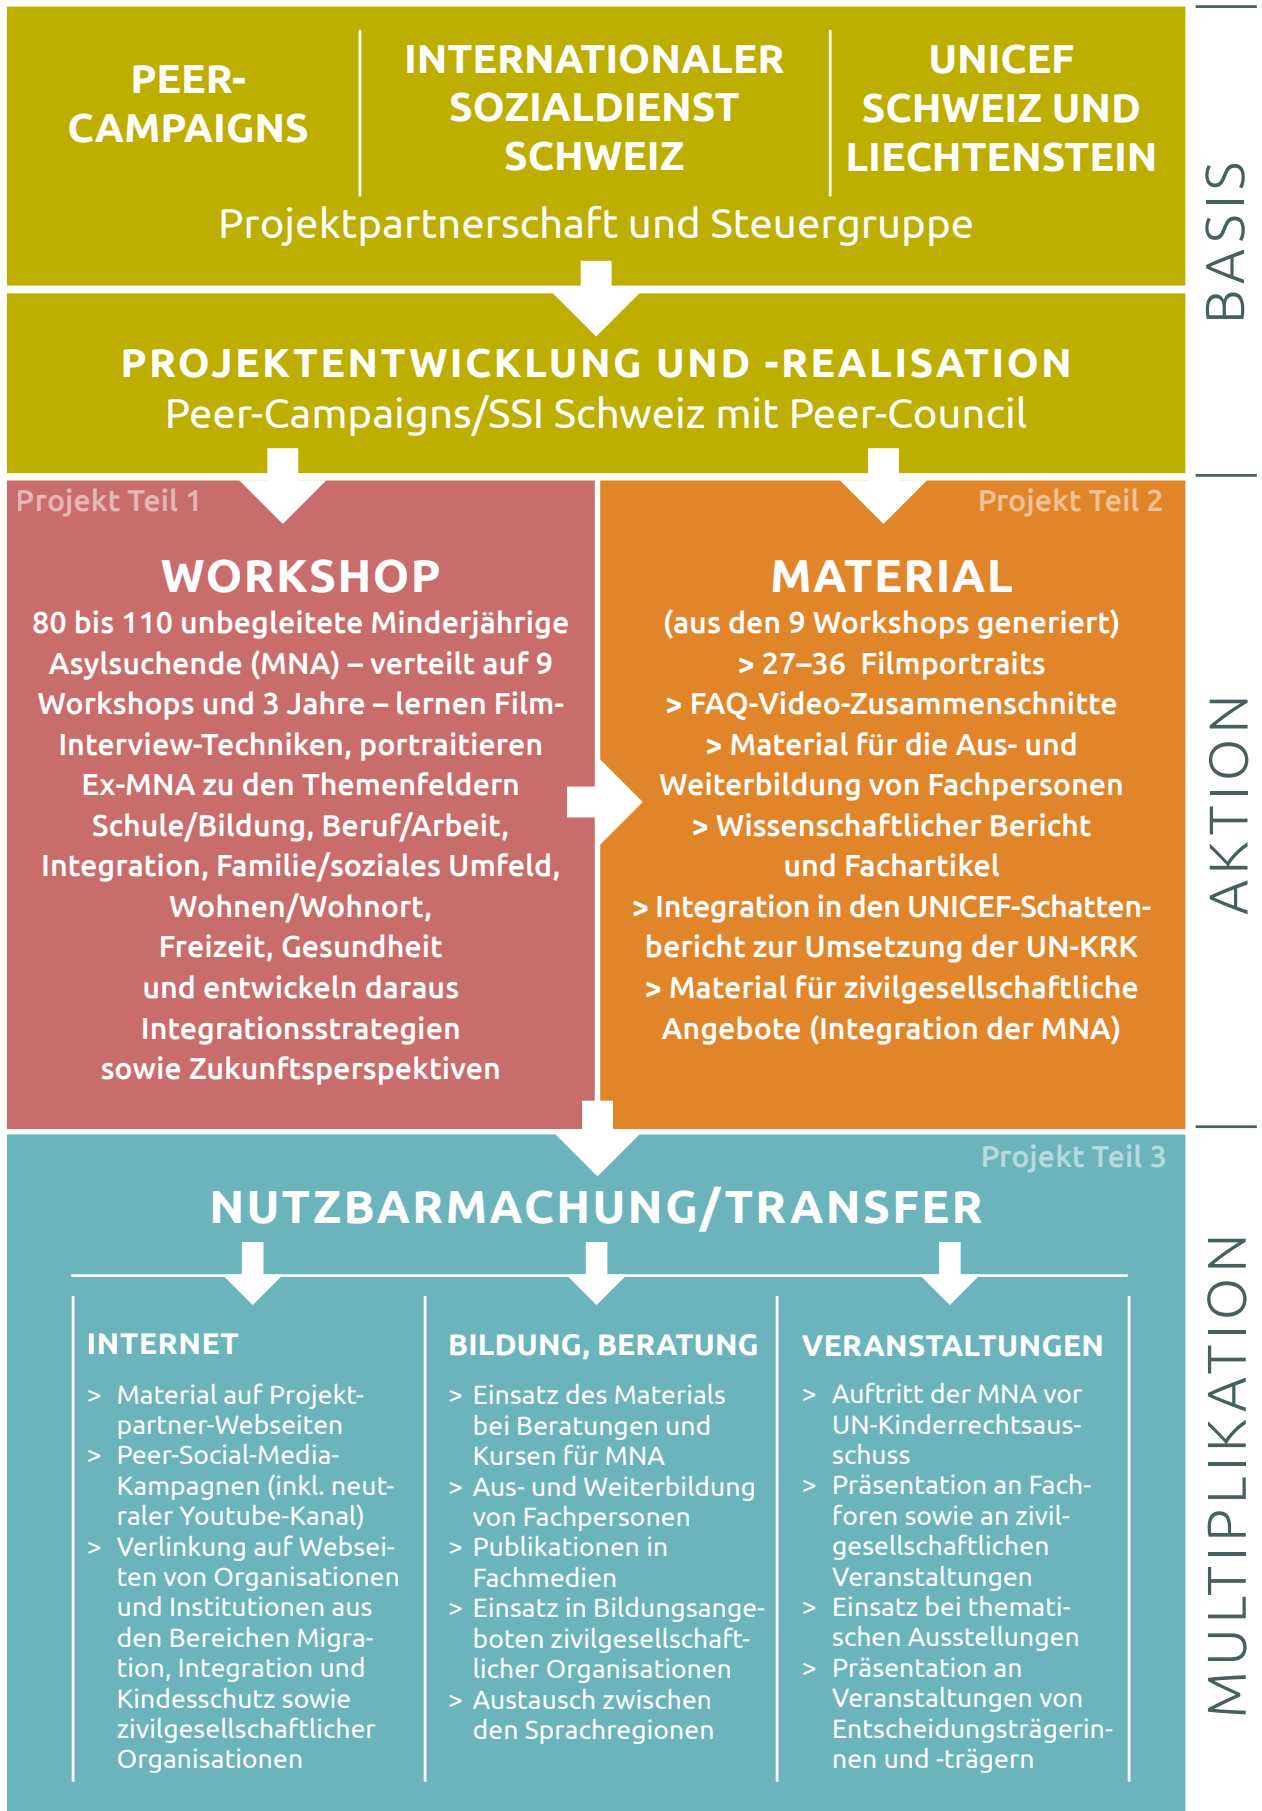 PEER-
CAMPAIGNS
INTERNATIONALER
SOZIALDIENST
SCHWEIZ
UNICEF
SCHWEIZ UND
LIECHTENSTEIN
Projektpartnerschaft und Steuergruppe
BASIS
PROJEKTENTWICKLUNG UND -REALISATION
Peer-Campaigns/SSI Schweiz mit Peer-Council
Projekt Teil 1
WORKSHOP
80 bis 110 unbegleitete Minderjährige
Asylsuchende (MNA) – verteilt auf 9
Workshops und 3 Jahre – lernen Film-
Interview-Techniken, portraitieren
Ex-MNA zu den Themenfeldern
Schule/Bildung, Beruf/Arbeit,
Integration, Familie/soziales Umfeld,
Wohnen/Wohnort,
Freizeit, Gesundheit
und entwickeln daraus
Integrationsstrategien
sowie Zukunftsperspektiven
Projekt Teil 2
MATERIAL
(aus den 9 Workshops generiert)
> 27–36 Filmportraits
> FAQ-Video-Zusammenschnitte
> Material für die Aus- und
Weiterbildung von Fachpersonen
> Wissenschaftlicher Bericht
und Fachartikel
> Integration in den UNICEF-Schatten-
bericht zur Umsetzung der UN-KRK
> Material für zivilgesellschaftliche
Angebote (Integration der MNA)
AKTION
Projekt Teil 3
NUTZBARMACHUNG/TRANSFER
INTERNET
> Material auf Projekt-
partner-Webseiten
> Peer-Social-Media-
Kampagnen (inkl. neut-
raler Youtube-Kanal)
> Verlinkung auf Websei-
ten von Organisationen
und Institutionen aus
den Bereichen Migra-
tion, Integration und
Kindesschutz sowie
zivilgesellschaftlicher
Organisationen
BILDUNG, BERATUNG
> Einsatz des Materials
bei Beratungen und
Kursen für MNA
> Aus- und Weiterbildung
von Fachpersonen
> Publikationen in
Fachmedien
> Einsatz in Bildungsange-
boten zivilgesellschaft-
licher Organisationen
> Austausch zwischen
den Sprachregionen
VERANSTALTUNGEN
> Auftritt der MNA vor
UN-Kinderrechtsaus-
schuss
> Präsentation an Fach-
foren sowie an zivil-
gesellschaftlichen
Veranstaltungen
> Einsatz bei themati-
schen Ausstellungen
> Präsentation an
Veranstaltungen von
Entscheidungsträgerin-
nen und -trägern
MULTIPLIKATION